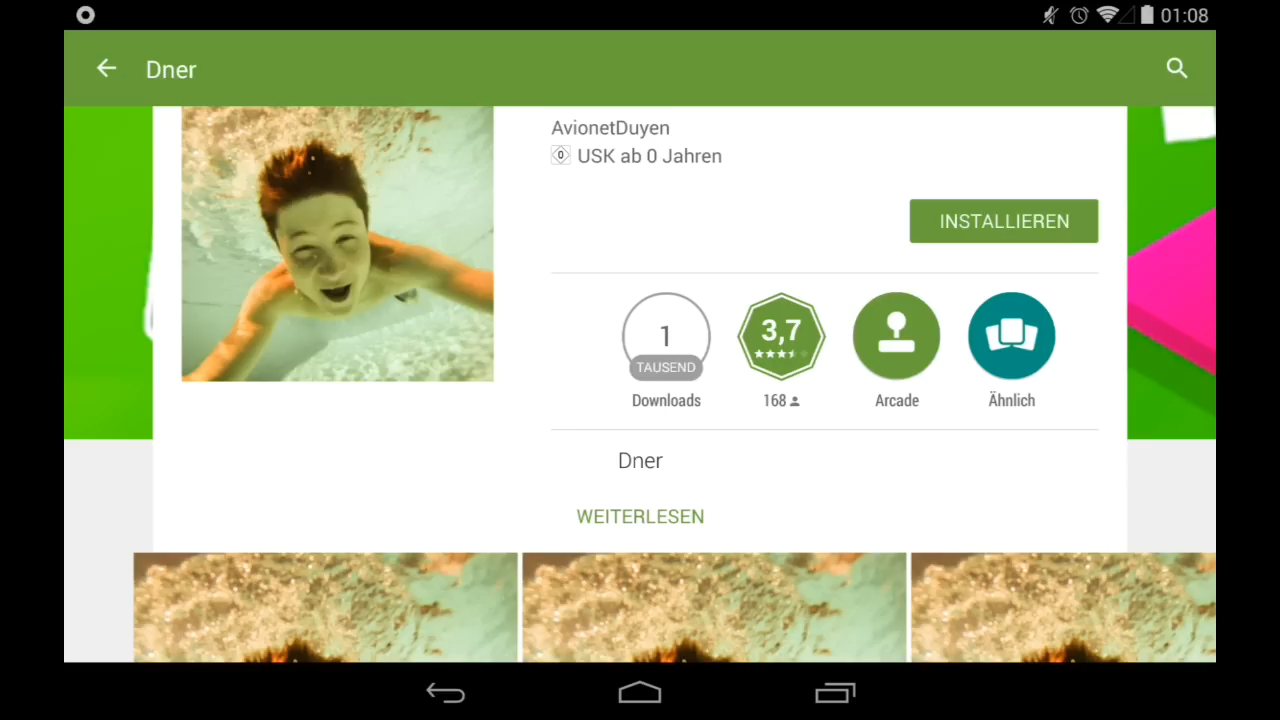 01:08
Dner
AvionetDuyen
0 USK ab 0 Jahren
INSTALLIEREN
1
TAUSEND
Downloads
3,7
168
Arcade
Ähnlich
Dner
WEITERLESEN